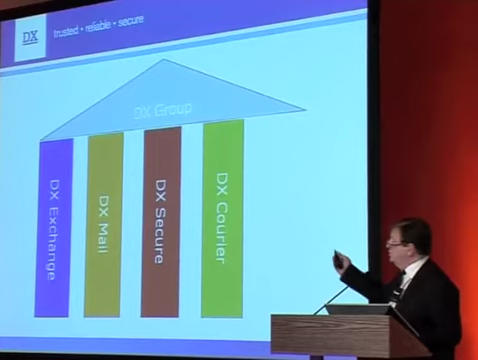 DX
trusted • reliable • secure
DX Group
DX Exchange
DX Mail
DX Secure
DX Courier